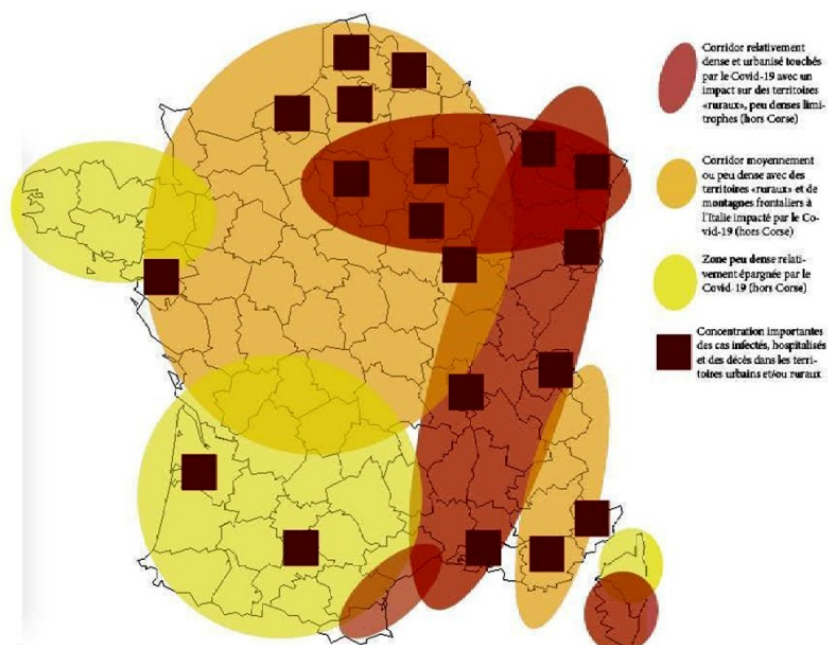 Corridor relativement
dense et urbanisé touchés
par le Covid-19 avec un
impact sur des territoires
«ruraux», peu denses limi-
trophes (hors Corse)
Corridor moyennement
ou peu dense avec des
territoires «ruraux» et de
montagnes frontaliers à
l'Italie impacté par le Co-
vid-19 (hors Corse)
Zone peu dense relati-
vement épargnée par le
Covid-19 (hors Corse)
Concentration importantes
des cas infectés, hospitalisés
et des décès dans les terri-
toires urbains et/ou ruraux